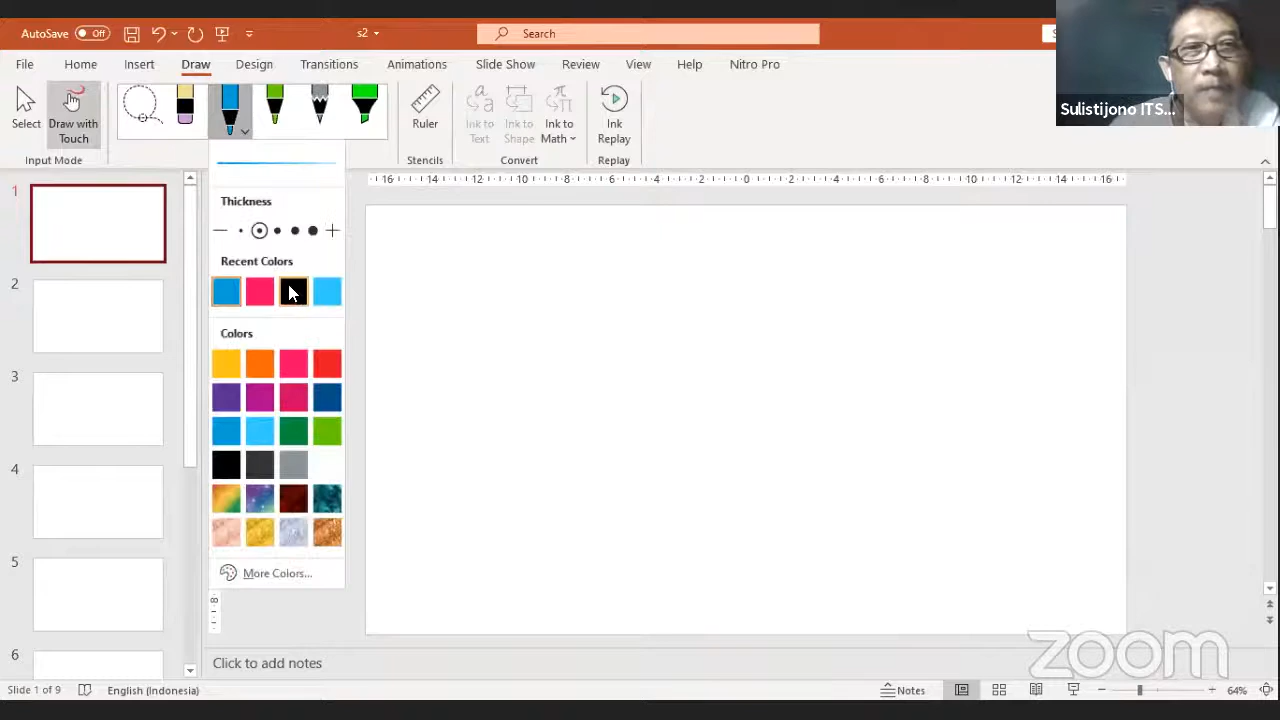 AutoSave Off s2 Search
File Home Insert Draw Design Transitions Animations Slide Show Review View Help Nitro Pro
Sulistijono ITS...
Select
Draw with Touch
Input Mode
Ruler
Stencils
Ink to Text
Ink to Shape
Ink to Math
Convert
Ink Replay
Replay
16 14 12 10 8 6 4 2 0 2 4 6 8 10 12 14 16
Thickness
Recent Colors
Colors
More Colors...
8
1
2
3
4
5
6
Click to add notes
zoom
Slide 1 of 9 English (Indonesia) Notes 64%